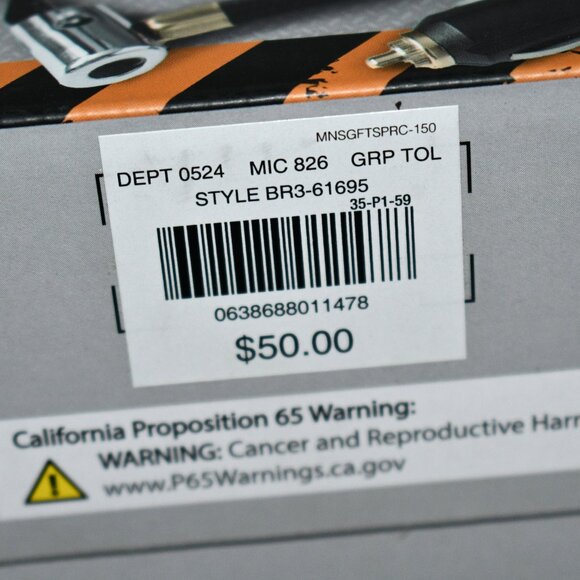 MNSGFTSPRC-150
DEPT 0524 MIC 826 GRP TOL
STYLE BR3-61695
35-P1-59
0638688011478
$50.00
California Proposition 65 Warning:
WARNING: Cancer and Reproductive Harm
www.P65Warnings.ca.gov